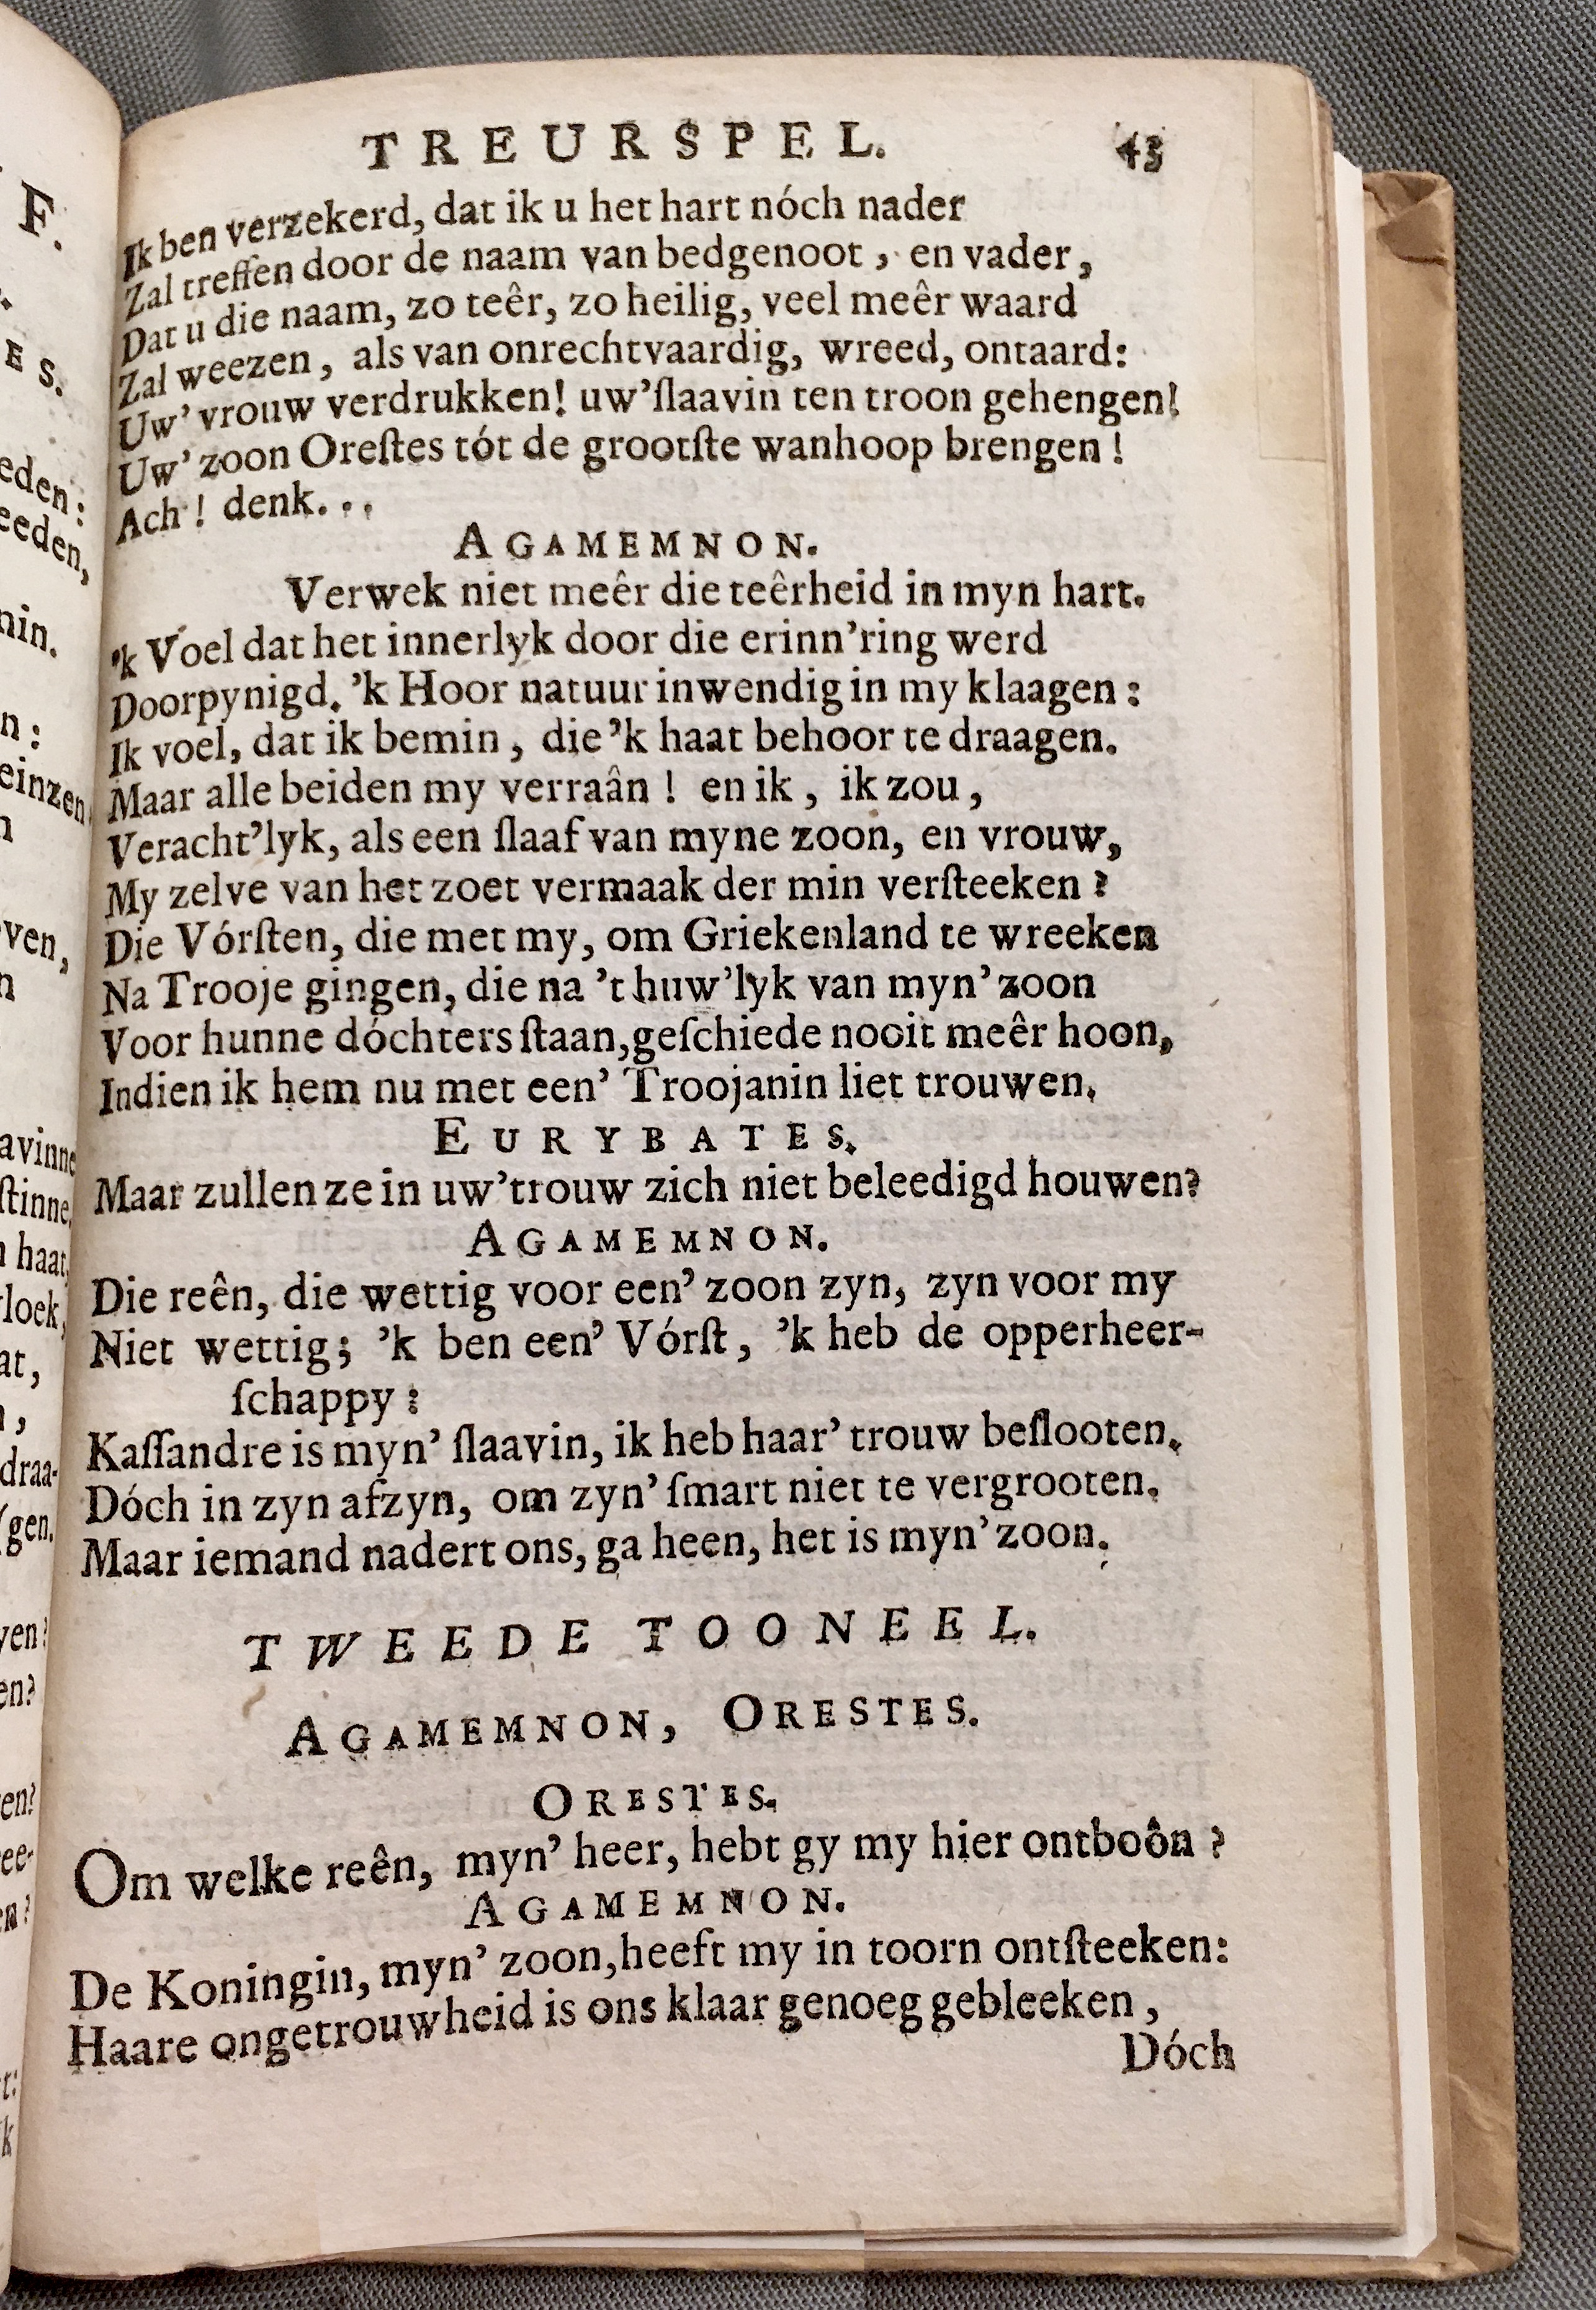 TREURSPEL. 43
Ik ben verzekerd, dat ik u het hart nóch nader
Zal treffen door de naam van bedgenoot, en vader,
Dat u die naam, zo teêr, zo heilig, veel meêr waard
Zal weezen, als van onrechtvaardig, wreed, ontaard:
Uw' vrouw verdrukken! uw' ſlaavin ten troon gehengen!
Uw' zoon Oreſtes tót de grootſte wanhoop brengen!
Ach! denk...
AGAMEMNON.
Verwek niet meêr die teêrheid in myn hart.
'k Voel dat het innerlyk door die erinn'ring werd
Doorpynigd. 'k Hoor natuur inwendig in my klaagen:
Ik voel, dat ik bemin, die 'k haat behoor te draagen.
Maar alle beiden my verraân! en ik, ik zou,
Veracht'lyk, als een ſlaaf van myne zoon, en vrouw,
My zelve van het zoet vermaak der min verſteeken?
Die Vórſten, die met my, om Griekenland te wreeken
Na Trooje gingen, die na 't huw'lyk van myn' zoon
Voor hunne dóchters ſtaan, geſchiede nooit meêr hoon,
Indien ik hem nu met een' Troojanin liet trouwen.
EURYBATES.
Maar zullen ze in uw' trouw zich niet beleedigd houwen?
AGAMEMNON.
Die reên, die wettig voor een' zoon zyn, zyn voor my
Niet wettig; 'k ben een' Vórſt, 'k heb de opperheer-
ſchappy:
Kaſſandre is myn' ſlaavin, ik heb haar' trouw beſlooten,
Dóch in zyn afzyn, om zyn' ſmart niet te vergrooten.
Maar iemand nadert ons, ga heen, het is myn' zoon.
TWEEDE TOONEEL.
AGAMEMNON, ORESTES.
ORESTES.
Om welke reên, myn' heer, hebt gy my hier ontboôn?
AGAMEMNON.
De Koningin, myn' zoon, heeft my in toorn ontſteeken:
Haare ongetrouwheid is ons klaar genoeg gebleeken,
Dóch